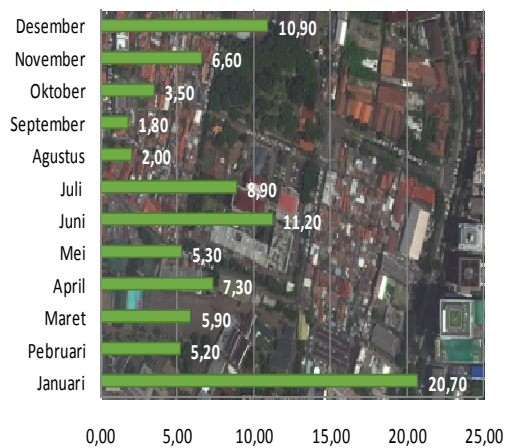 Desember 10,90
November 6,60
Oktober 3,50
September 1,80
Agustus 2,00
Juli 8,90
Juni 11,20
Mei 5,30
April 7,30
Maret 5,90
Pebruari 5,20
Januari 20,70
0,00 5,00 10,00 15,00 20,00 25,00